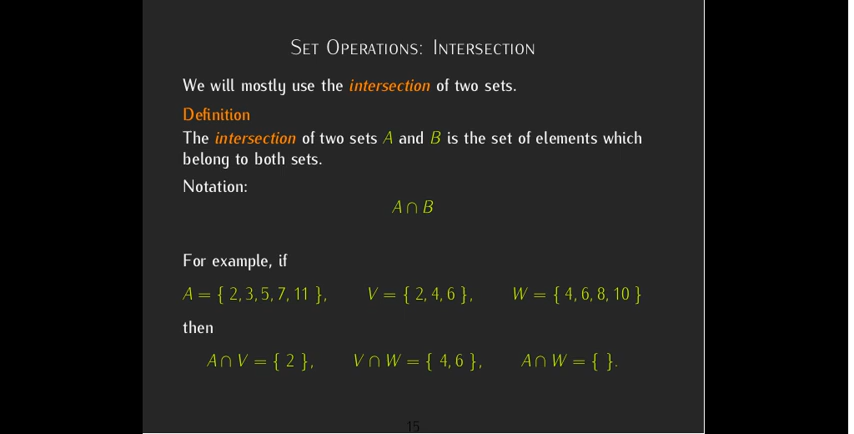 Set Operations: Intersection
We will mostly use the intersection of two sets.
Definition
The intersection of two sets A and B is the set of elements which
belong to both sets.
Notation:
A ∩ B
For example, if
A = { 2, 3, 5, 7, 11 }, V = { 2, 4, 6 }, W = { 4, 6, 8, 10 }
then
A ∩ V = { 2 }, V ∩ W = { 4, 6 }, A ∩ W = { }.
15